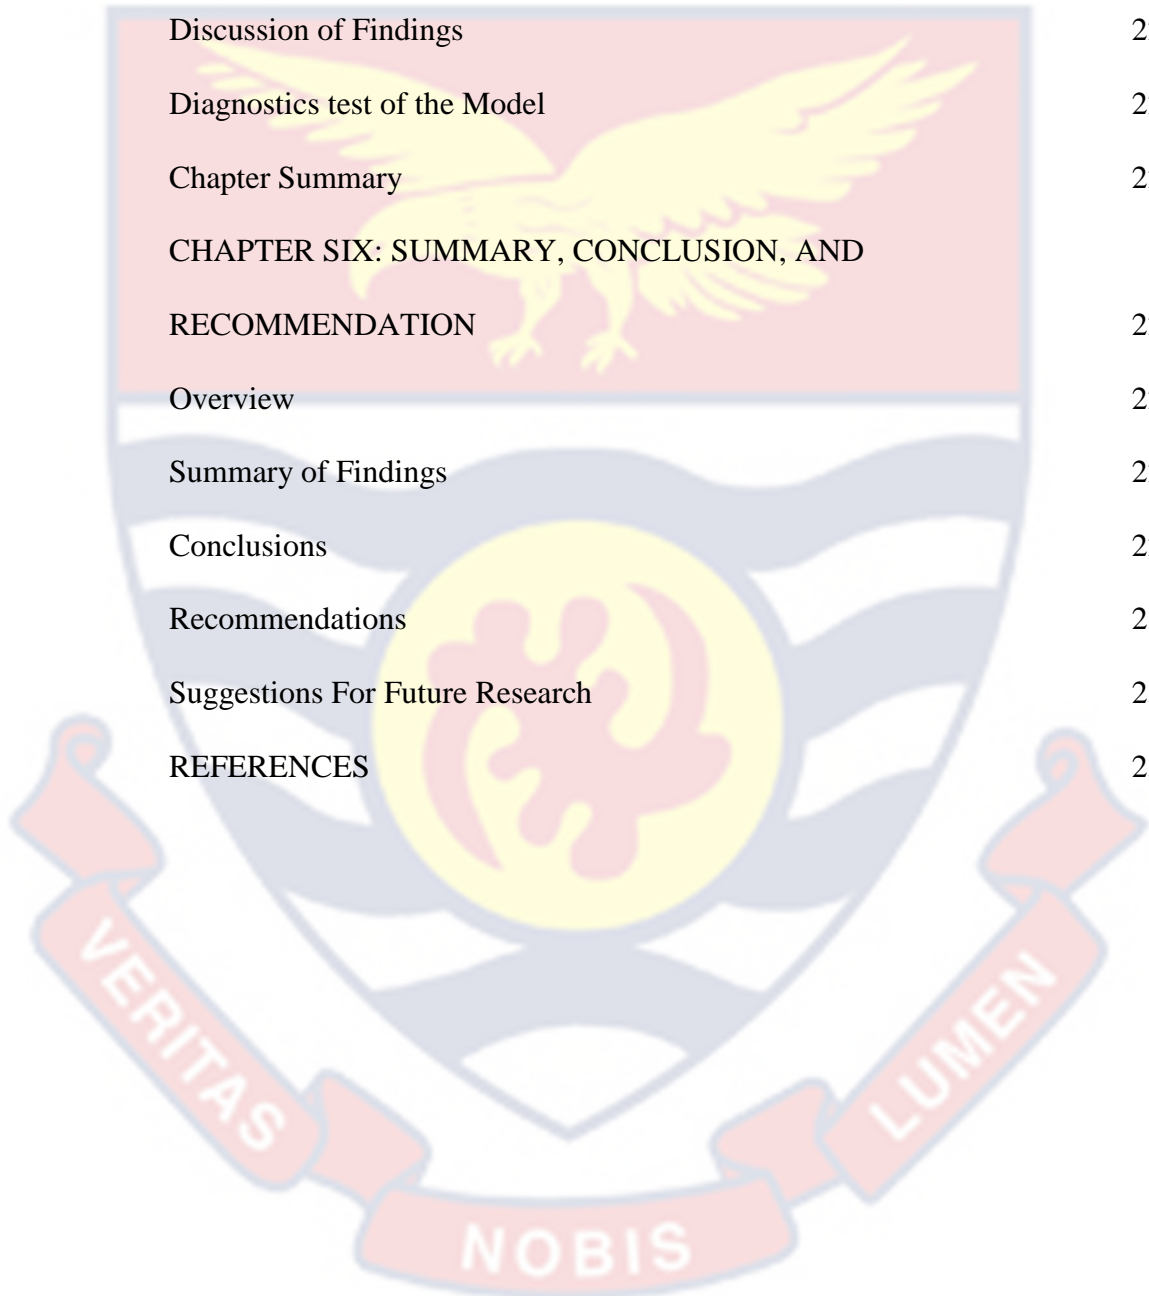 Discussion of Findings
Diagnostics test of the Model
Chapter Summary
CHAPTER SIX: SUMMARY, CONCLUSION, AND
RECOMMENDATION
Overview
Summary of Findings
Conclusions
Recommendations
Suggestions For Future Research
REFERENCES
VERITAS
NOBIS
LUMEN